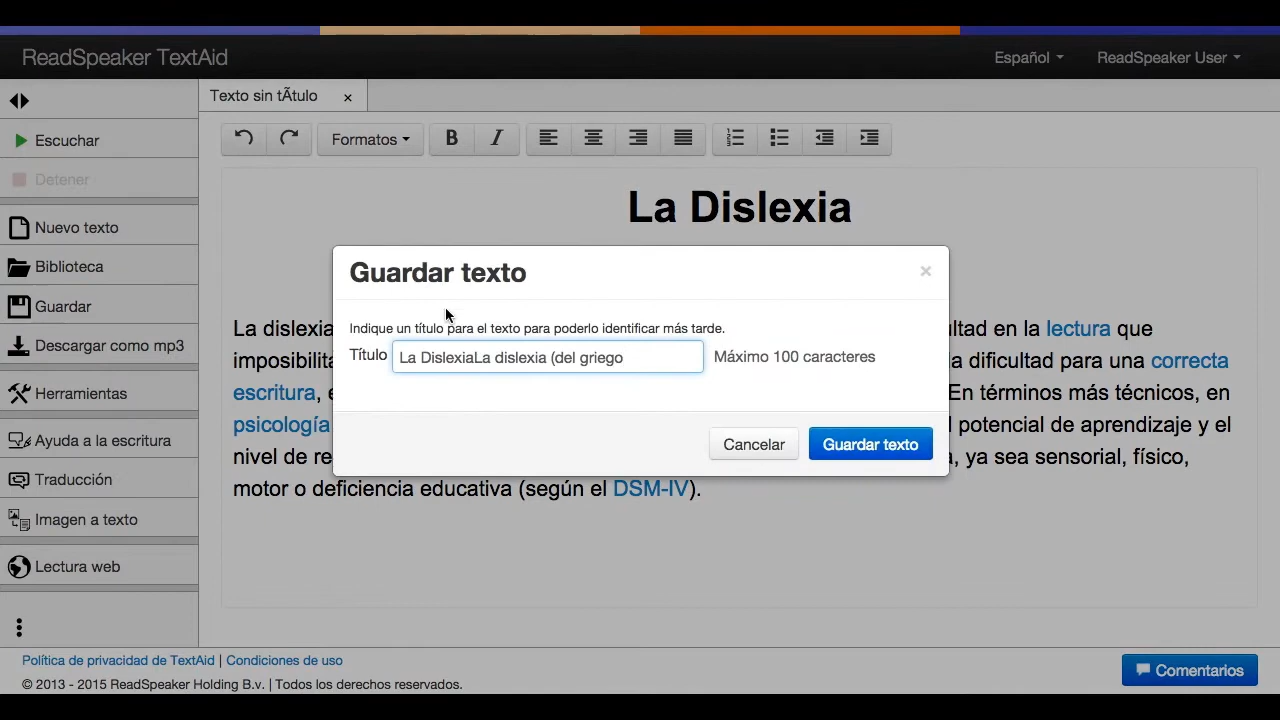 ReadSpeaker TextAid
Español
ReadSpeaker User
Texto sin tÃtulo ×
Escuchar
Detener
Nuevo texto
Biblioteca
Guardar
Descargar como mp3
Herramientas
Ayuda a la escritura
Traducción
Imagen a texto
Lectura web
Formatos
B I
La Dislexia
Guardar texto ×
Indique un título para el texto para poderlo identificar más tarde.
Título La DislexiaLa dislexia (del griego Máximo 100 caracteres
Cancelar Guardar texto
La dislexia en la lectura que
la dificultad para una correcta
escritura, En términos más técnicos, en
psicología potencial de aprendizaje y el
nivel de ya sea sensorial, físico,
motor o deficiencia educativa (según el DSM-IV).
Política de privacidad de TextAid | Condiciones de uso
© 2013 - 2015 ReadSpeaker Holding B.v. | Todos los derechos reservados.
Comentarios